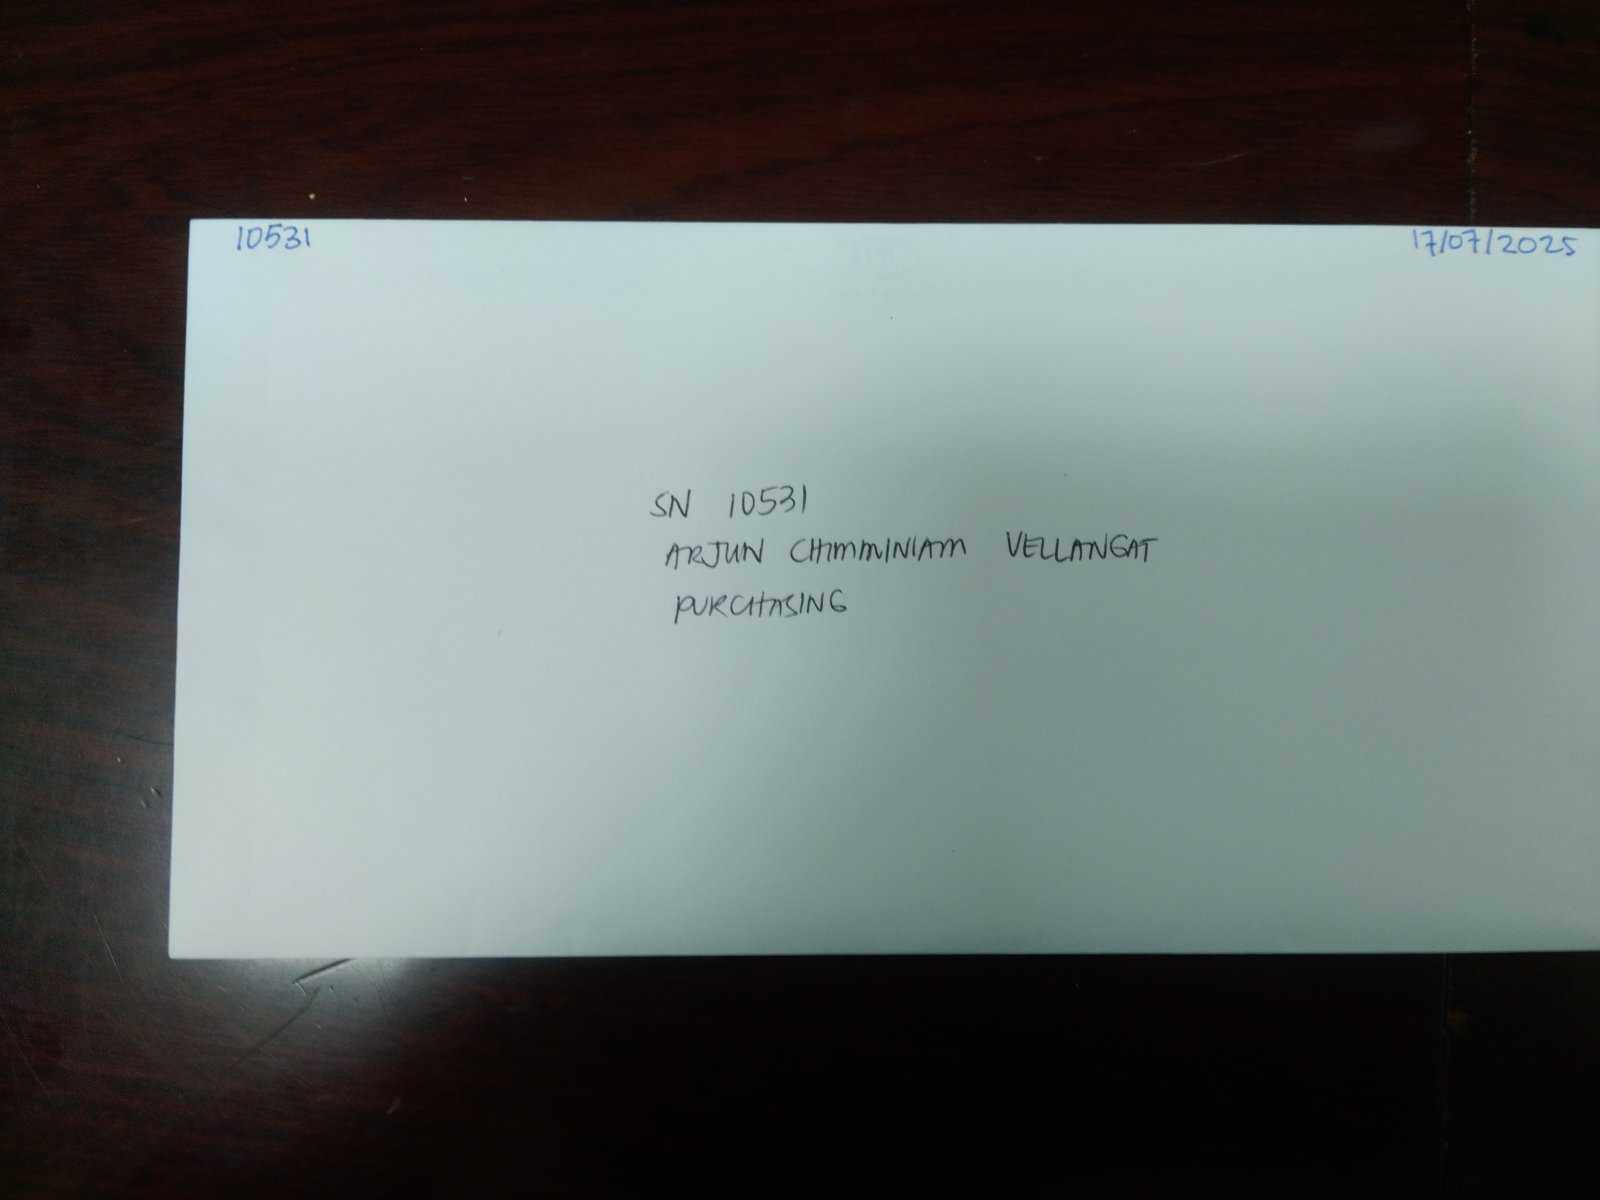 10531
17/07/2025
SN 10531
ARJUN CHIMMINIAM VELLANGAT
PURCHASING